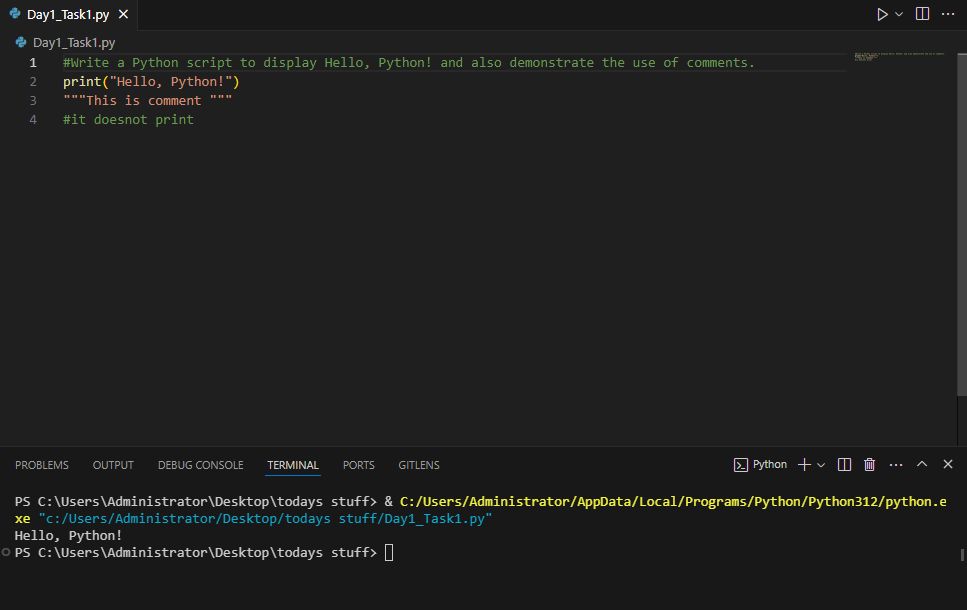 Day1_Task1.py
Day1_Task1.py
1 #Write a Python script to display Hello, Python! and also demonstrate the use of comments.
2 print("Hello, Python!")
3 """This is comment """
4 #it doesnot print
PROBLEMS OUTPUT DEBUG CONSOLE TERMINAL PORTS GITLENS Python
PS C:\Users\Administrator\Desktop\todays stuff> & C:/Users/Administrator/AppData/Local/Programs/Python/Python312/python.e
xe "c:/Users/Administrator/Desktop/todays stuff/Day1_Task1.py"
Hello, Python!
PS C:\Users\Administrator\Desktop\todays stuff>